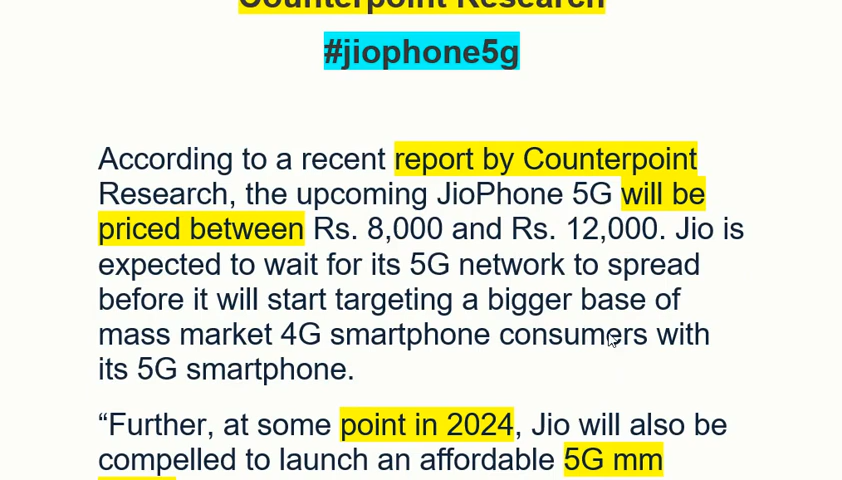 Counterpoint Research
#jiophone5g
According to a recent report by Counterpoint
Research, the upcoming JioPhone 5G will be
priced between Rs. 8,000 and Rs. 12,000. Jio is
expected to wait for its 5G network to spread
before it will start targeting a bigger base of
mass market 4G smartphone consumers with
its 5G smartphone.
“Further, at some point in 2024, Jio will also be
compelled to launch an affordable 5G mm